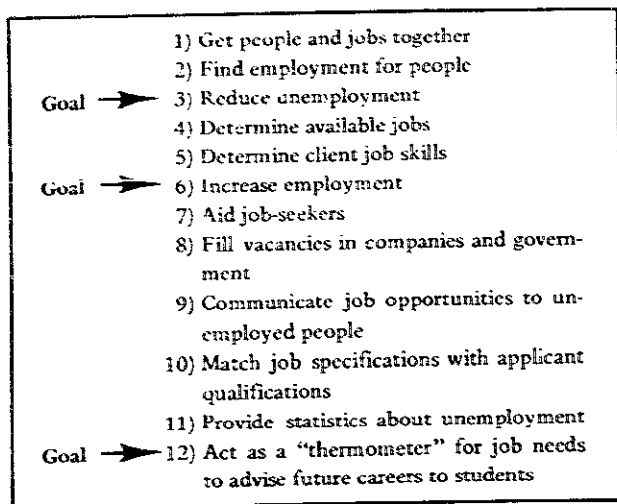 1) Get people and jobs together
2) Find employment for people
Goal 3) Reduce unemployment
4) Determine available jobs
5) Determine client job skills
Goal 6) Increase employment
7) Aid job-seekers
8) Fill vacancies in companies and govern-
ment
9) Communicate job opportunities to un-
employed people
10) Match job specifications with applicant
qualifications
11) Provide statistics about unemployment
Goal 12) Act as a “thermometer” for job needs
to advise future careers to students